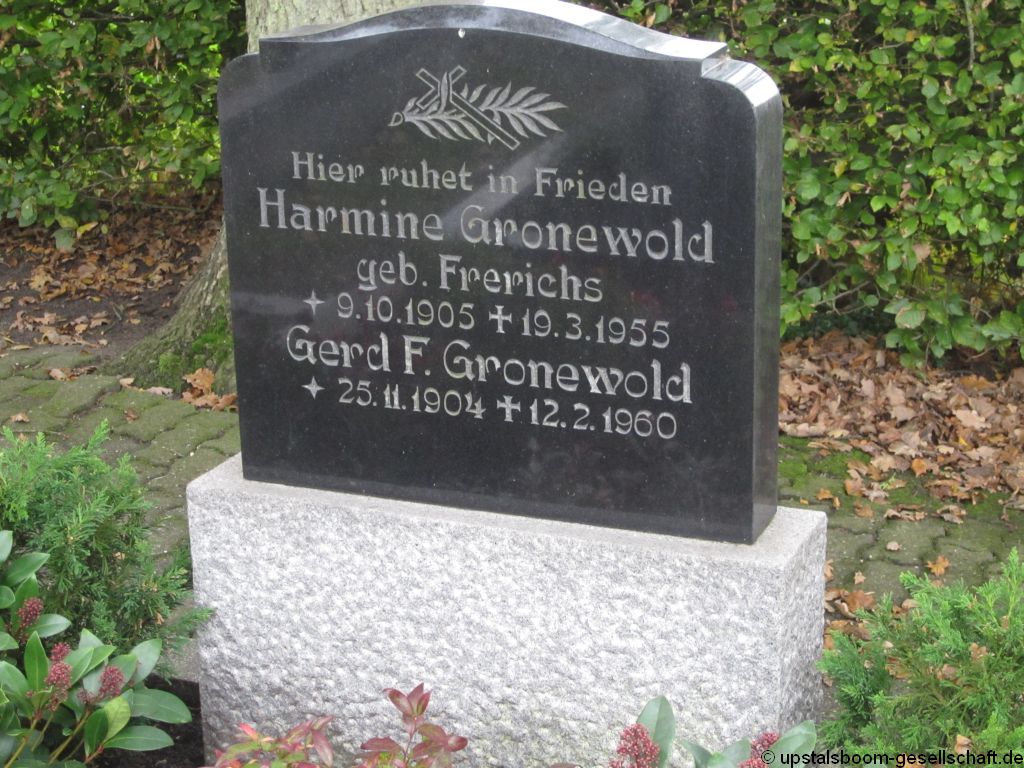 Hier ruhet in Frieden
Harmine Gronewold
geb. Frerichs
✦ 9.10.1905 ✝ 19.3.1955
Gerd F. Gronewold
✦ 25.11.1904 ✝ 12.2.1960
© upstalsboom-gesellschaft.de